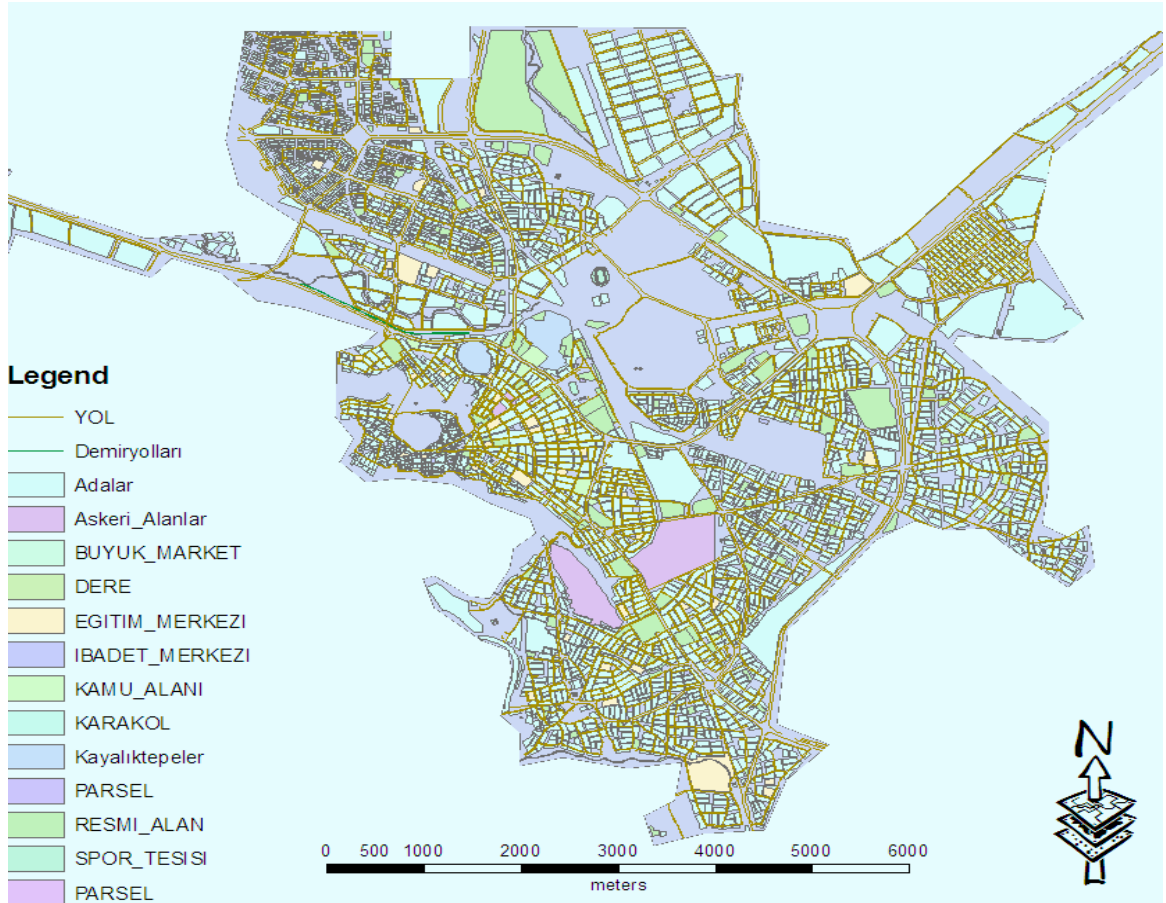 Legend
YOL
Demiryolları
Adalar
Askeri_Alanlar
BUYUK_MARKET
DERE
EGITIM_MERKEZI
IBADET_MERKEZI
KAMU_ALANI
KARAKOL
Kayalıktepeler
PARSEL
RESMI_ALAN
SPOR_TESISI
PARSEL
0 500 1000 2000 3000 4000 5000 6000
meters
N